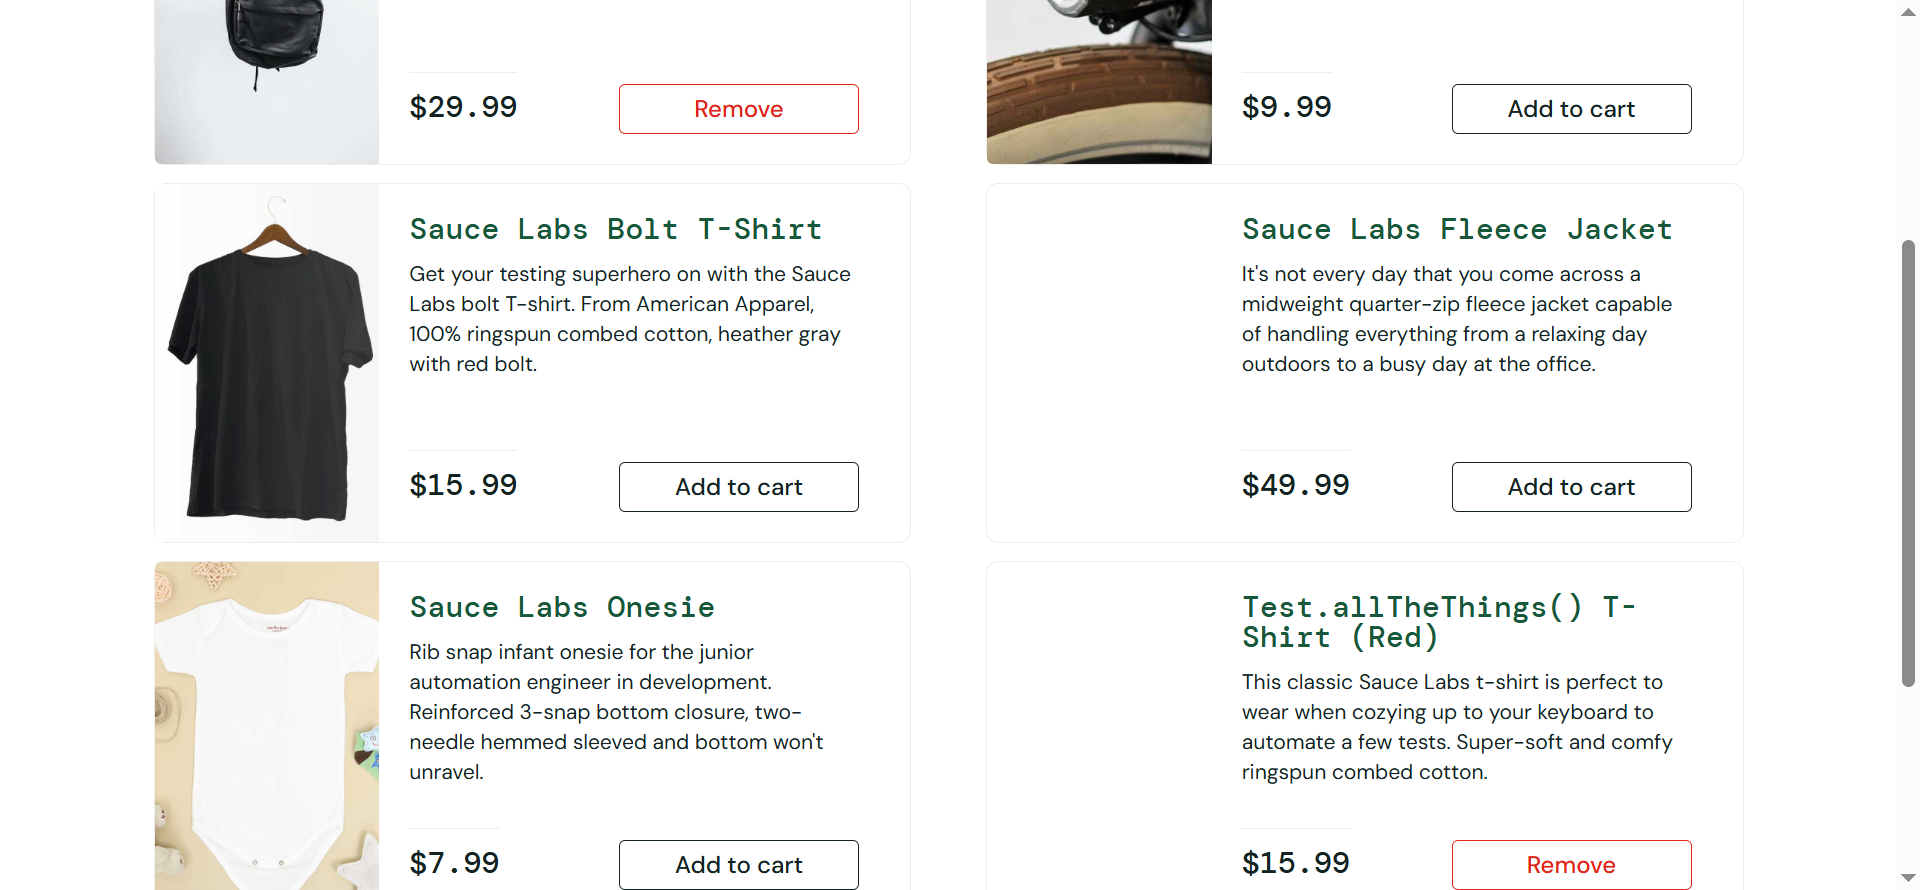 $29.99
Remove
$9.99
Add to cart
Sauce Labs Bolt T-Shirt
Get your testing superhero on with the Sauce
Labs bolt T-shirt. From American Apparel,
100% ringspun combed cotton, heather gray
with red bolt.
$15.99
Add to cart
Sauce Labs Fleece Jacket
It's not every day that you come across a
midweight quarter-zip fleece jacket capable
of handling everything from a relaxing day
outdoors to a busy day at the office.
$49.99
Add to cart
Sauce Labs Onesie
Rib snap infant onesie for the junior
automation engineer in development.
Reinforced 3-snap bottom closure, two-
needle hemmed sleeved and bottom won't
unravel.
$7.99
Add to cart
Test.allTheThings() T-
Shirt (Red)
This classic Sauce Labs t-shirt is perfect to
wear when cozying up to your keyboard to
automate a few tests. Super-soft and comfy
ringspun combed cotton.
$15.99
Remove